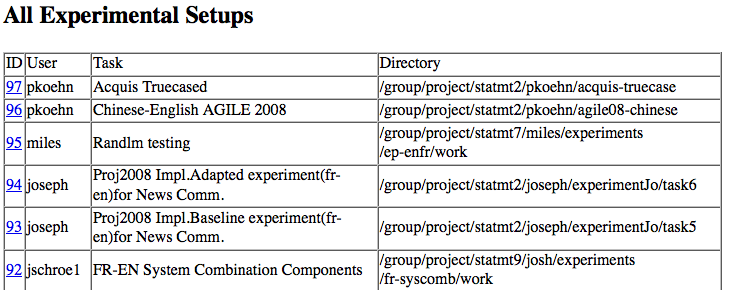 All Experimental Setups
ID User Task Directory
97 pkoehn Acquis Truecased /group/project/statmt2/pkoehn/acquis-truecase
96 pkoehn Chinese-English AGILE 2008 /group/project/statmt2/pkoehn/agile08-chinese
95 miles Randlm testing /group/project/statmt7/miles/experiments
/ep-enfr/work
94 joseph Proj2008 Impl.Adapted experiment(fr-
en)for News Comm. /group/project/statmt2/joseph/experimentJo/task6
93 joseph Proj2008 Impl.Baseline experiment(fr-
en)for News Comm. /group/project/statmt2/joseph/experimentJo/task5
92 jschroe1 FR-EN System Combination Components /group/project/statmt9/josh/experiments
/fr-syscomb/work